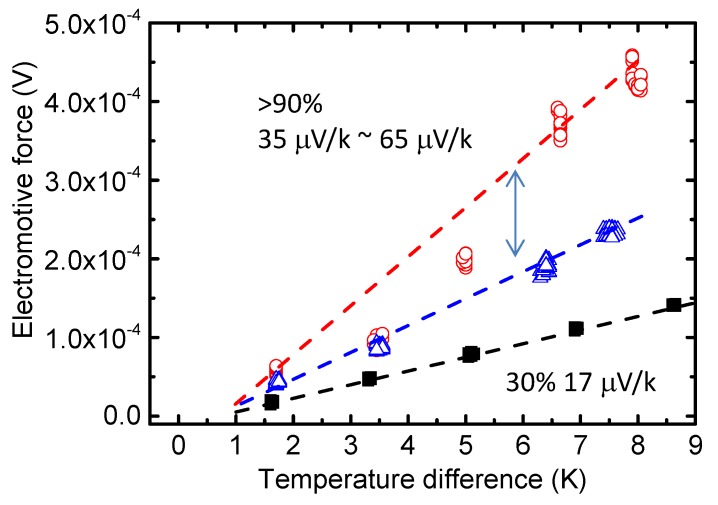 5.0x10-4
4.0x10-4
3.0x10-4
2.0x10-4
1.0x10-4
0.0
Electromotive force (V)
>90%
35 μV/k ~ 65 μV/k
30% 17 μV/k
0 1 2 3 4 5 6 7 8 9
Temperature difference (K)